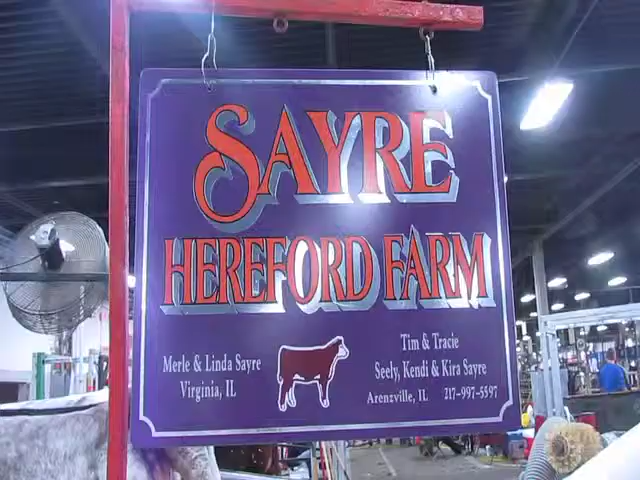 SAYRE
HEREFORD FARM
Merle & Linda Sayre
Virginia, IL
Tim & Tracie
Seely, Kendi & Kira Sayre
Arenzville, IL 217-997-5597